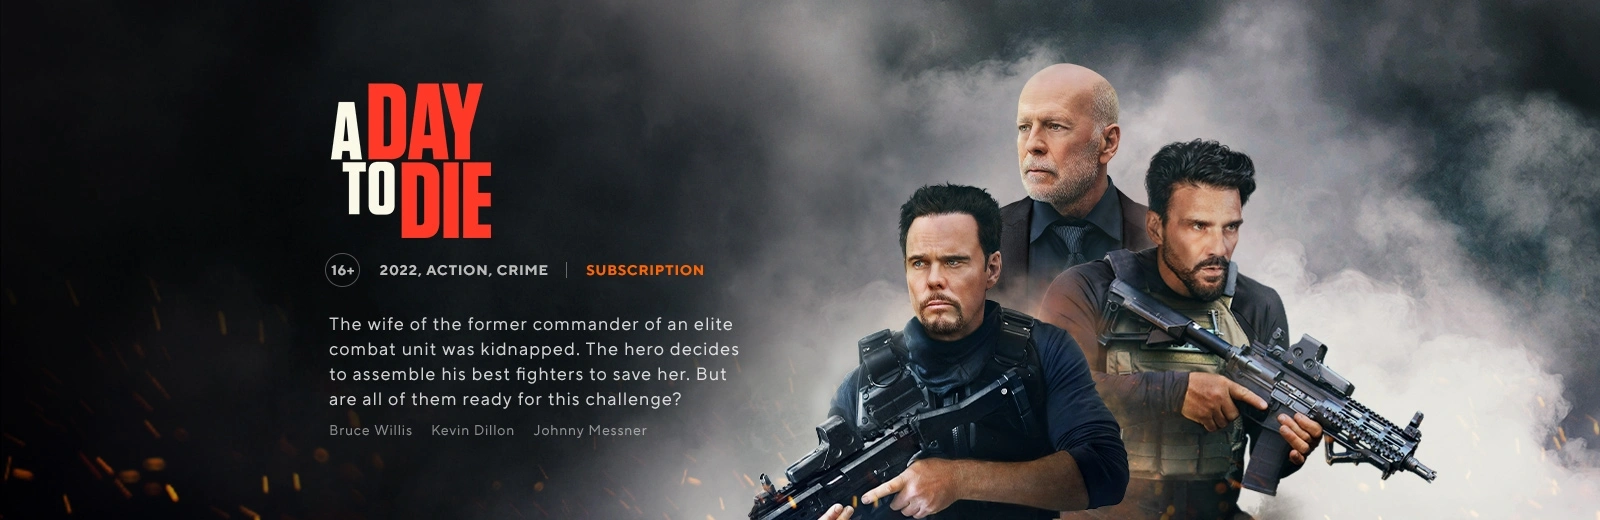 A DAY
TO DIE
16+ 2022, ACTION, CRIME SUBSCRIPTION
The wife of the former commander of an elite
combat unit was kidnapped. The hero decides
to assemble his best fighters to save her. But
are all of them ready for this challenge?
Bruce Willis Kevin Dillon Johnny Messner